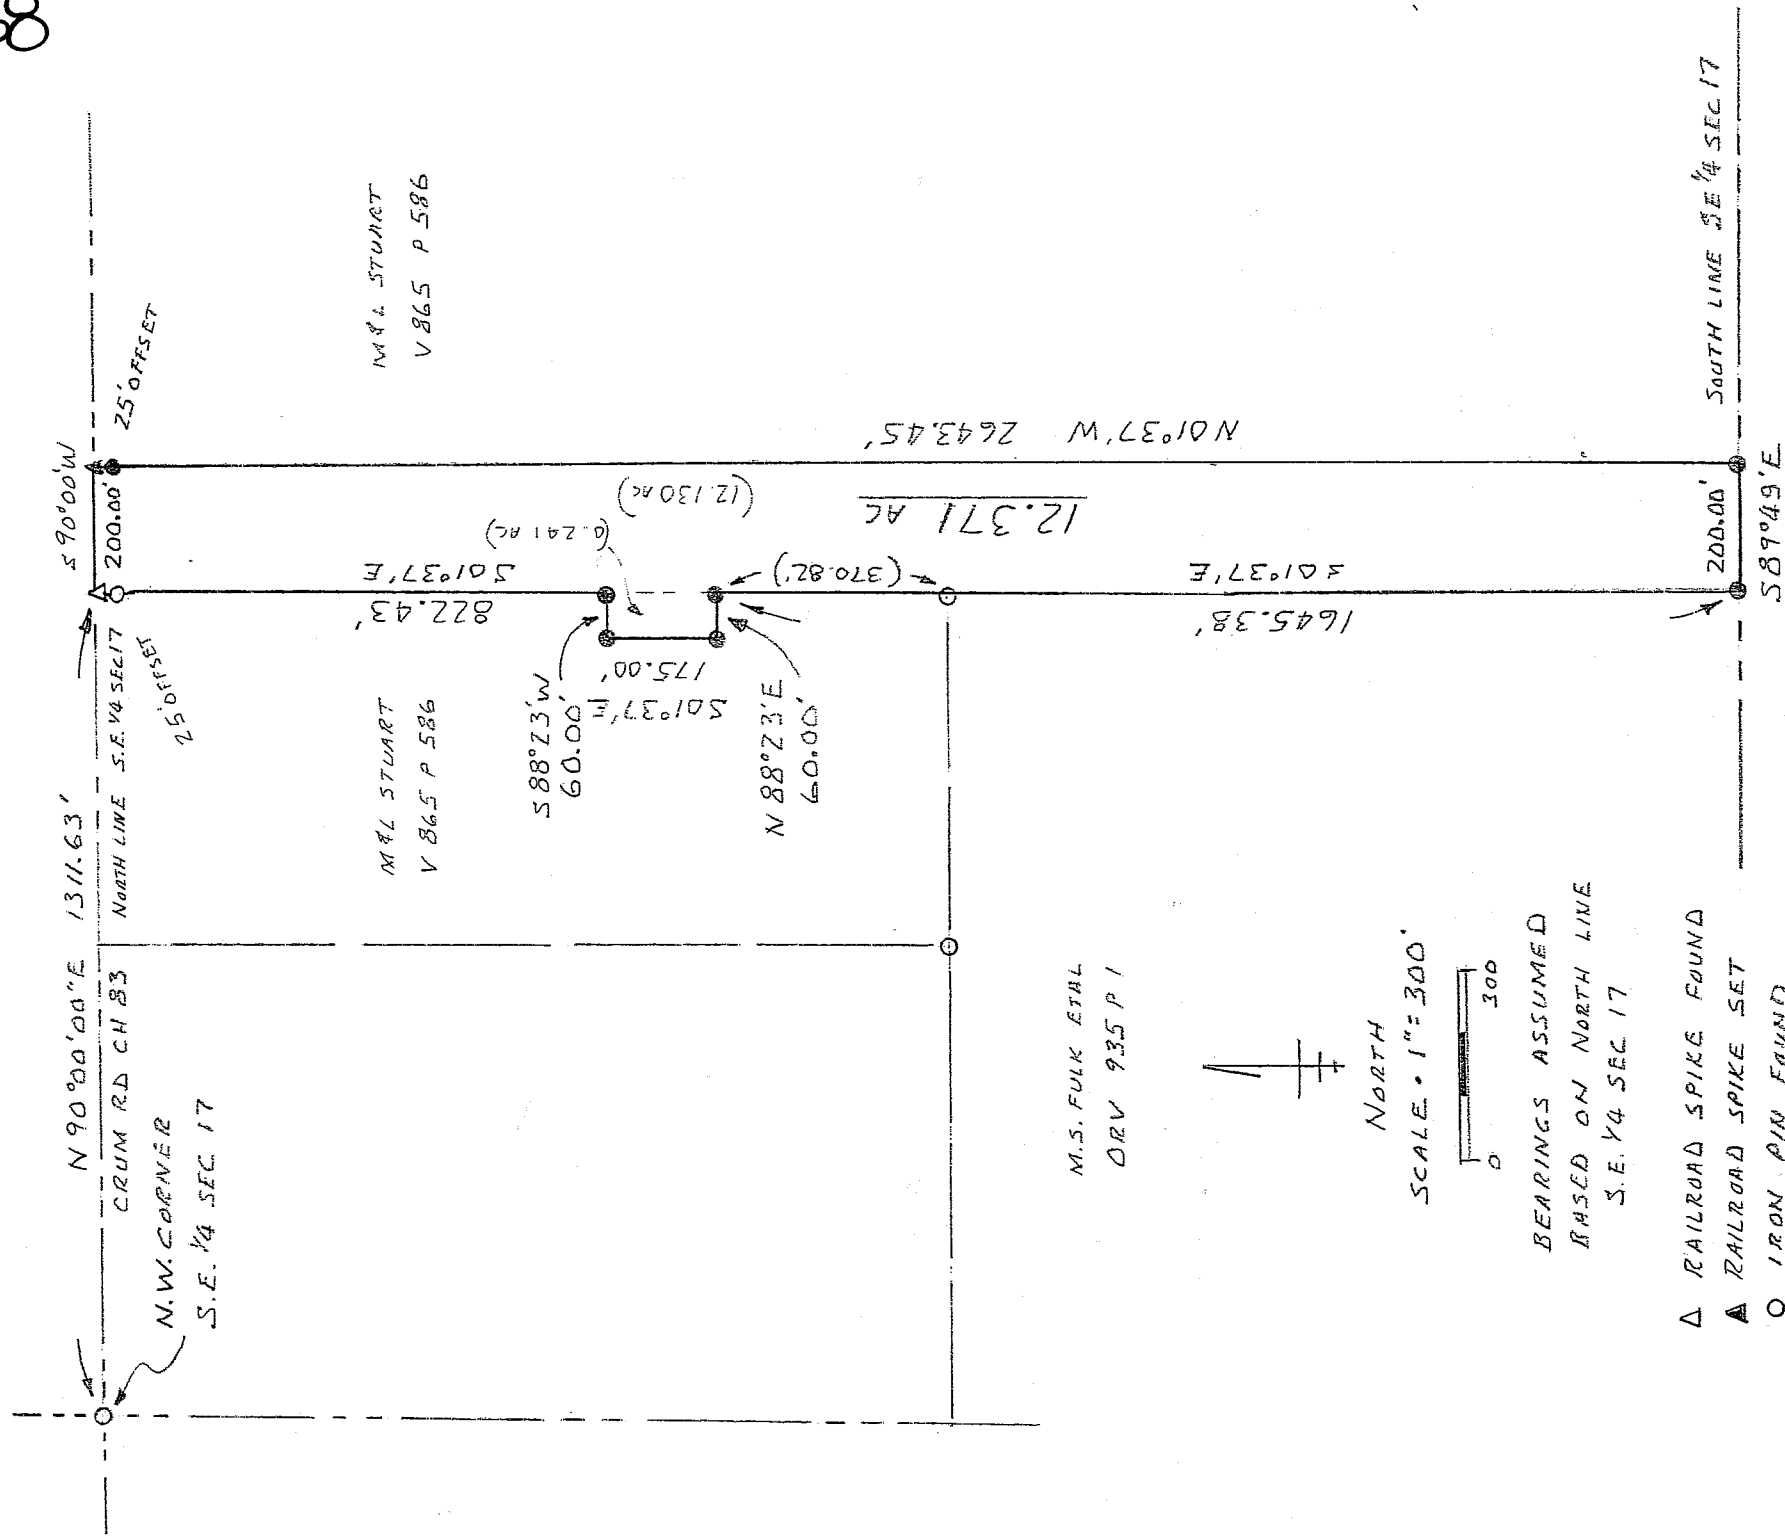 8
S 90°00'W
200.00'
25' OFFSET
N 90°00'00"E 1311.63'
NORTH LINE S.E. 1/4 SEC 17
CRUM RD CH 83
25' OFFSET
N.W. CORNER
S.E. 1/4 SEC 17
M & L STUART
V 865 P 586
M & L STUART
V 865 P 586
S 01°37'E
822.43'
S 88°23'W
60.00'
175.00'
S 01°37'E
N 88°23'E
60.00'
(0.241 AC)
(12.130 AC)
12.371 AC
N 01°37'W 2643.45'
(370.82')
S 01°37'E
1645.38'
M.S. FULK ETAL
ORV 935 P 1
SOUTH LINE SE 1/4 SEC 17
200.00'
S 89°49'E
NORTH
SCALE • 1" = 300'
0 300
BEARINGS ASSUMED
BASED ON NORTH LINE
S.E. 1/4 SEC 17
△ RAILROAD SPIKE FOUND
▲ RAILROAD SPIKE SET
○ IRON PIN FOUND